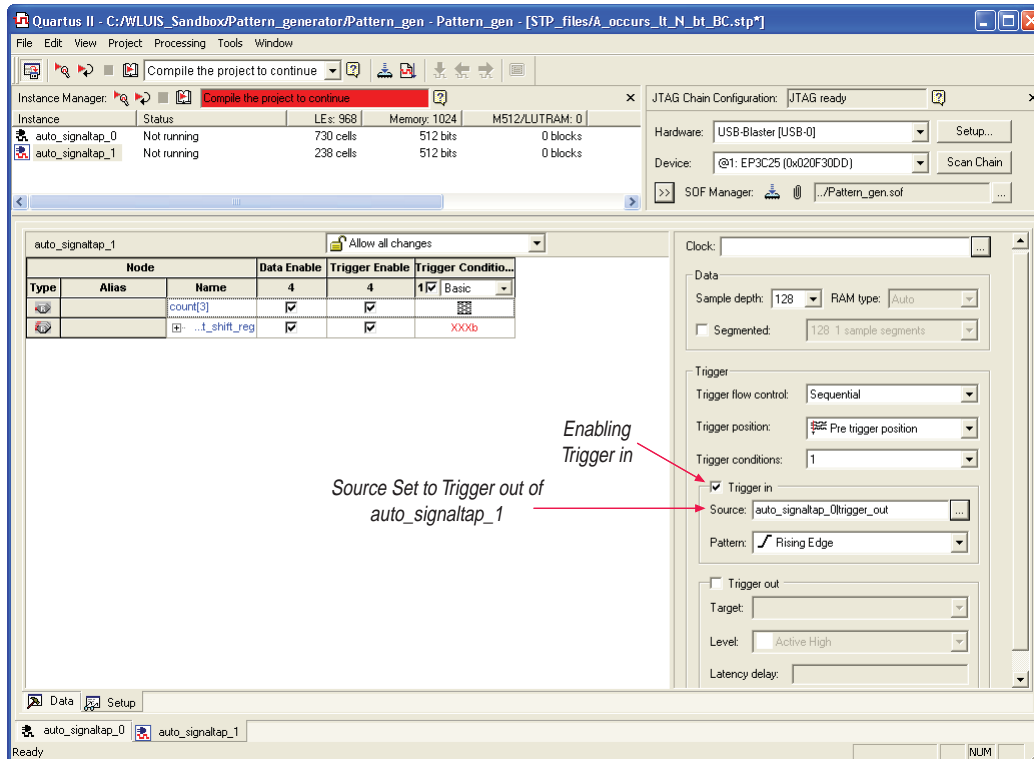 Quartus II - C:/WLUIS_Sandbox/Pattern_generator/Pattern_gen - Pattern_gen - [STP_files/A_occurs_lt_N_bt_BC.stp*]
File Edit View Project Processing Tools Window
Compile the project to continue
Instance Manager: Compile the project to continue
JTAG Chain Configuration: JTAG ready
Instance Status LEs: 968 Memory: 1024 M512/LUTRAM: 0
auto_signaltap_0 Not running 730 cells 512 bits 0 blocks
auto_signaltap_1 Not running 238 cells 512 bits 0 blocks
Hardware: USB-Blaster [USB-0] Setup...
Device: @1: EP3C25 (0x020F30DD) Scan Chain
>> SOF Manager: ../Pattern_gen.sof ...
auto_signaltap_1 Allow all changes
Node Data Enable Trigger Enable Trigger Conditio...
Type Alias Name 4 4 1 Basic
count[3]
...t_shift_reg XXXb
Clock: ...
Data
Sample depth: 128 RAM type: Auto
Segmented: 128 1 sample segments
Trigger
Trigger flow control: Sequential
Trigger position: Pre trigger position
Trigger conditions: 1
Enabling
Trigger in
Source Set to Trigger out of
auto_signaltap_1
Trigger in
Source: auto_signaltap_0|trigger_out ...
Pattern: Rising Edge
Trigger out
Target:
Level: Active High
Latency delay:
Data Setup
auto_signaltap_0 auto_signaltap_1
Ready NUM